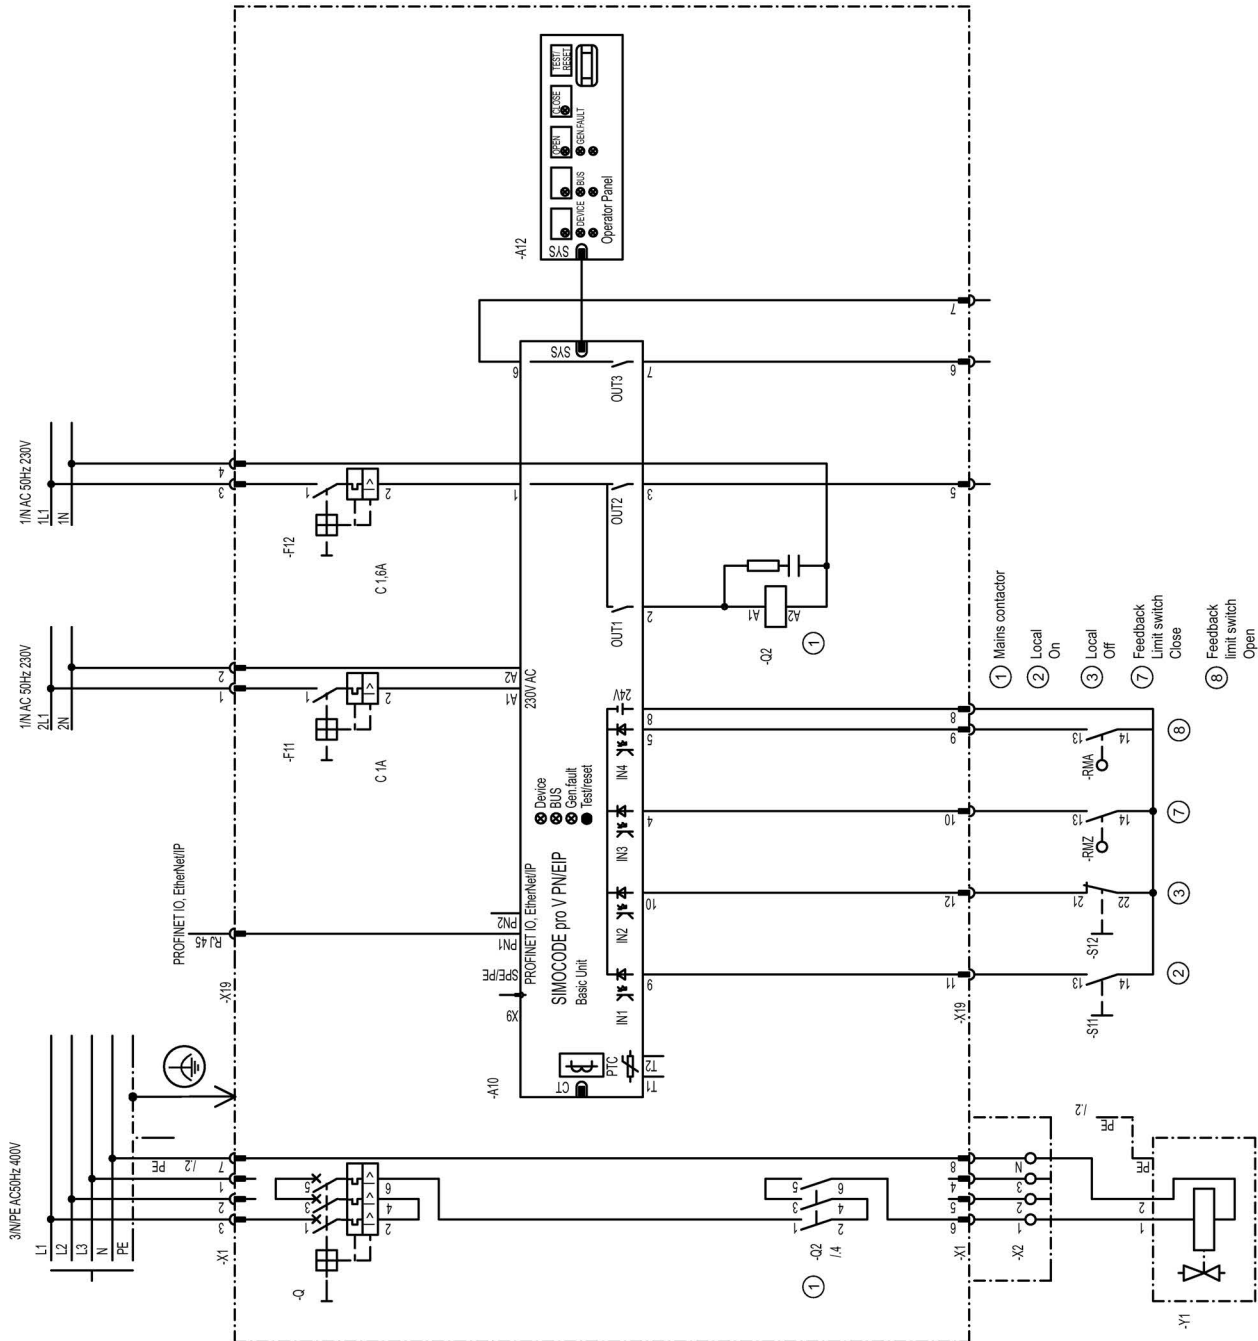 3/N/PE AC50Hz 400V
L1
L2
L3
N
PE
-X1
3
2
1
7
/.2
PE
-Q
1
3
5
2
4
6
PROFINET IO, EtherNet/IP
RJ 45
-X19
1/N AC 50Hz 230V
2L1
2N
1
2
-F11
1
2
C 1A
1/N AC 50Hz 230V
1L1
1N
3
4
-F12
1
2
C 1,6A
-A10
CT
X9
SPE/PE
PN1
PN2
PROFINET IO, EtherNet/IP
SIMOCODE pro V PN/EIP
Basic Unit
Device
BUS
Gen.fault
Test/reset
A1
A2
230V AC
1
6
SYS
PTC
T1
T2
IN1
IN2
IN3
IN4
24V
OUT1
OUT2
OUT3
9
10
4
5
8
2
3
7
-A12
SYS
DEVICE
BUS
GEN.FAULT
OPEN
CLOSE
TEST/
RESET
Operator Panel
-Q2
A1
A2
1
1
-Q2
/.4
1
3
5
2
4
6
-X1
6
5
4
8
-X2
1
2
3
N
-X19
11
12
10
9
8
5
6
7
PE
/.2
PE
1
2
-Y1
-S11
13
14
2
-S12
21
22
3
-RMZ
13
14
7
-RMA
13
14
8
1 Mains contactor
2 Local
On
3 Local
Off
7 Feedback
Limit switch
Close
8 Feedback
limit switch
Open